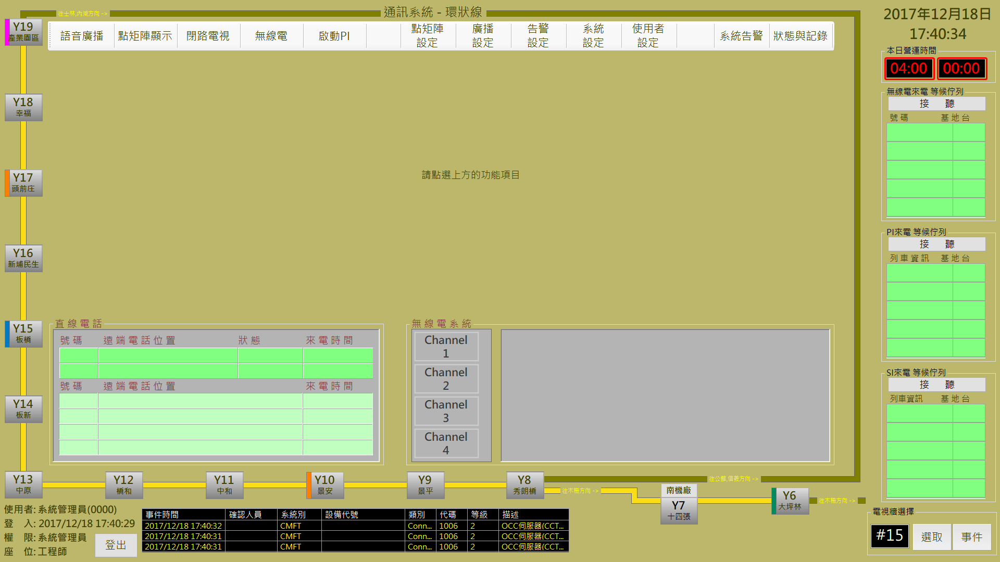 往士林,內湖方向 ->
通訊系統 - 環狀線
2017年12月18日
17:40:34
語音廣播
點矩陣顯示
閉路電視
無線電
啟動PI
點矩陣
設定
廣播
設定
告警
設定
系統
設定
使用者
設定
系統告警
狀態與記錄
Y19
產業園區
Y18
幸福
Y17
頭前庄
Y16
新埔民生
Y15
板橋
Y14
板新
Y13
中原
請點選上方的功能項目
本日營運時間
04:00 00:00
無線電來電 等候佇列
接 聽
號 碼 基 地 台
PI來電 等候佇列
接 聽
列 車 資 訊 基 地 台
SI來電 等候佇列
接 聽
列車資訊 基 地 台
直 線 電 話
號 碼 遠 端 電 話 位 置 狀 態 來 電 時 間
號 碼 遠 端 電 話 位 置 來 電 時 間
無 線 電 系 統
Channel
1
Channel
2
Channel
3
Channel
4
Y12
橋和
Y11
中和
Y10
景安
Y9
景平
Y8
秀朗橋
往公館,信義方向 ->
往木柵方向 ->
南機廠
Y7
十四張
Y6
大坪林
往木柵方向 ->
使用者: 系統管理員(0000)
登 入: 2017/12/18 17:40:29
權 限: 系統管理員
座 位: 工程師
登出
事件時間 確認人員 系統別 設備代號 類別 代碼 等級 描述
2017/12/18 17:40:32 CMFT Conn... 1006 2 OCC伺服器(CCT...
2017/12/18 17:40:31 CMFT Conn... 1006 2 OCC伺服器(CCT...
2017/12/18 17:40:31 CMFT Conn... 1006 2 OCC伺服器(CCT...
電視牆選擇
#15
選取
事件